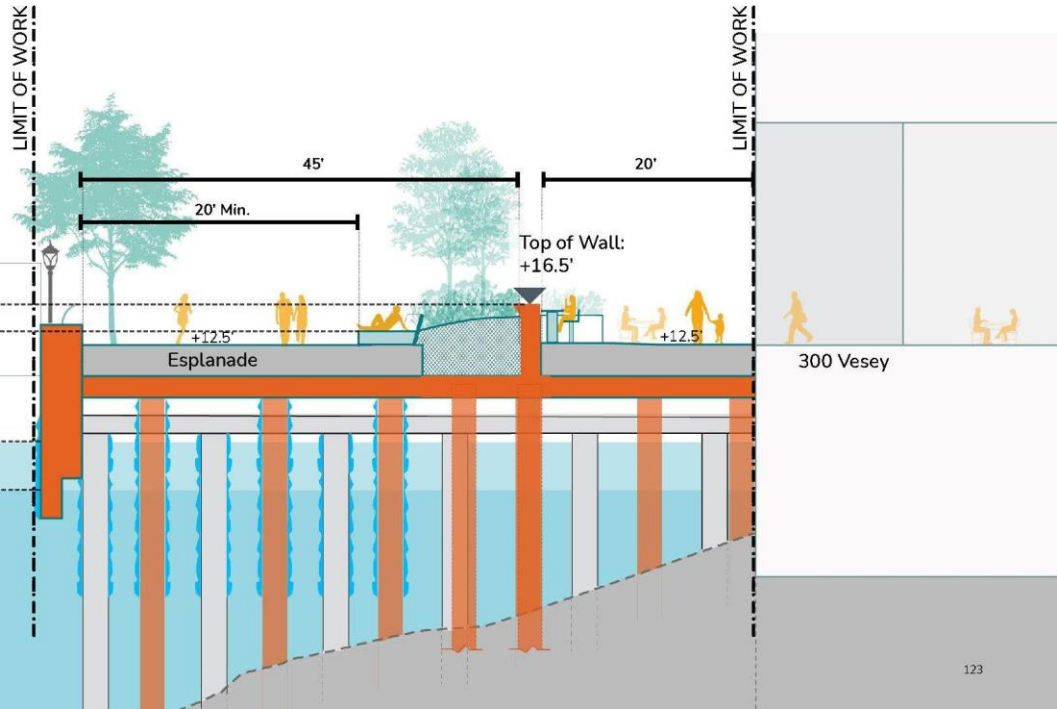 LIMIT OF WORK
LIMIT OF WORK
45'
20'
20' Min.
Top of Wall:
+16.5'
+12.5'
+12.5'
Esplanade
300 Vesey
123